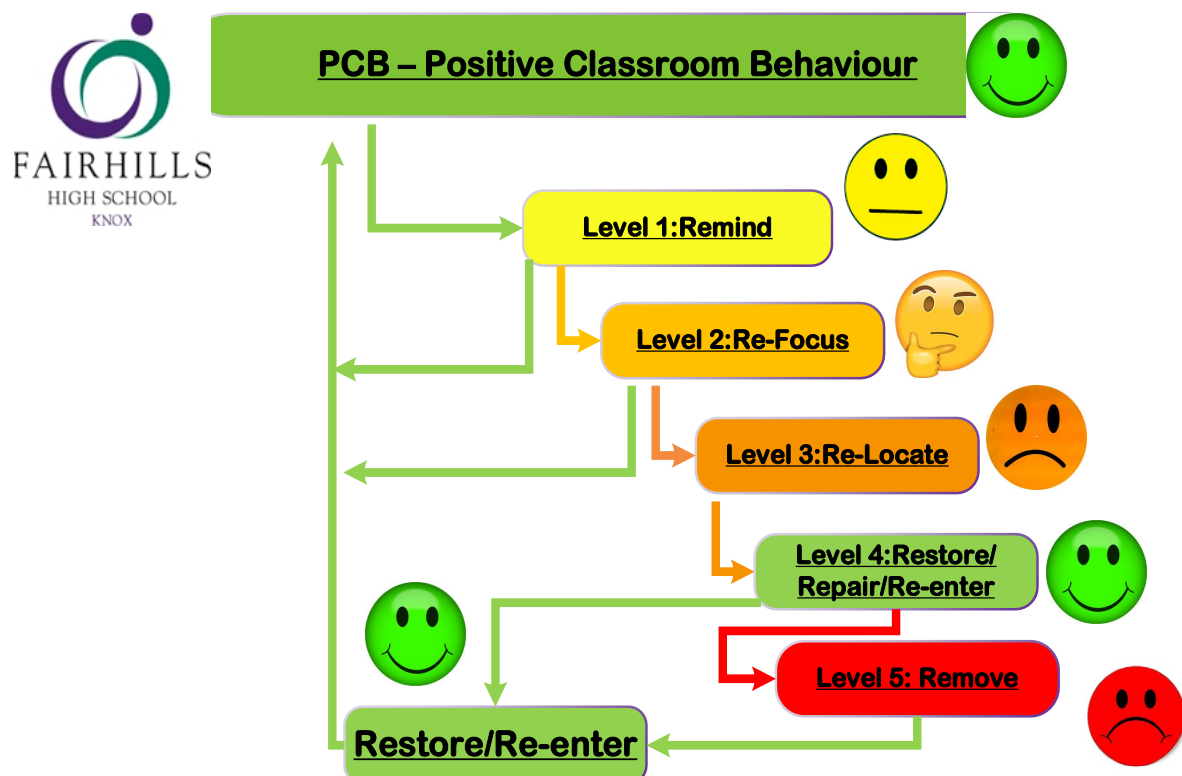 PCB – Positive Classroom Behaviour
FAIRHILLS
HIGH SCHOOL
KNOX
Level 1:Remind
Level 2:Re-Focus
Level 3:Re-Locate
Level 4:Restore/
Repair/Re-enter
Level 5: Remove
Restore/Re-enter